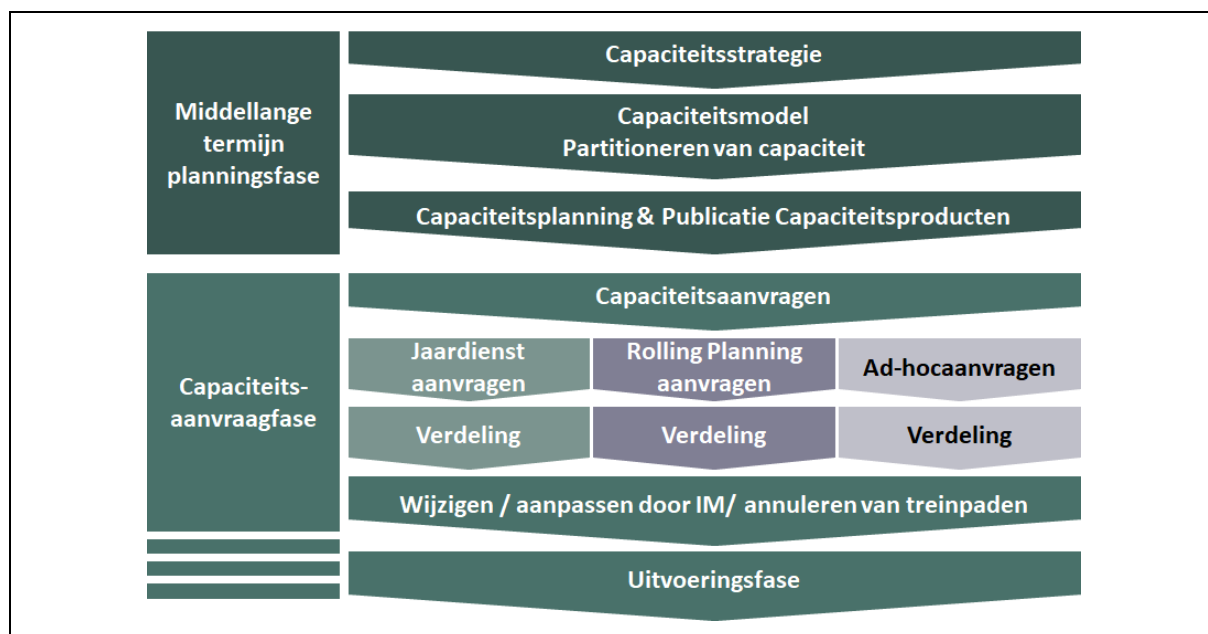 Middellange
termijn
planningsfase
Capaciteitsstrategie
Capaciteitsmodel
Partitioneren van capaciteit
Capaciteitsplanning & Publicatie Capaciteitsproducten
Capaciteits-
aanvraagfase
Capaciteitsaanvragen
Jaardienst
aanvragen
Rolling Planning
aanvragen
Ad-hocaanvragen
Verdeling
Verdeling
Verdeling
Wijzigen / aanpassen door IM/ annuleren van treinpaden
Uitvoeringsfase